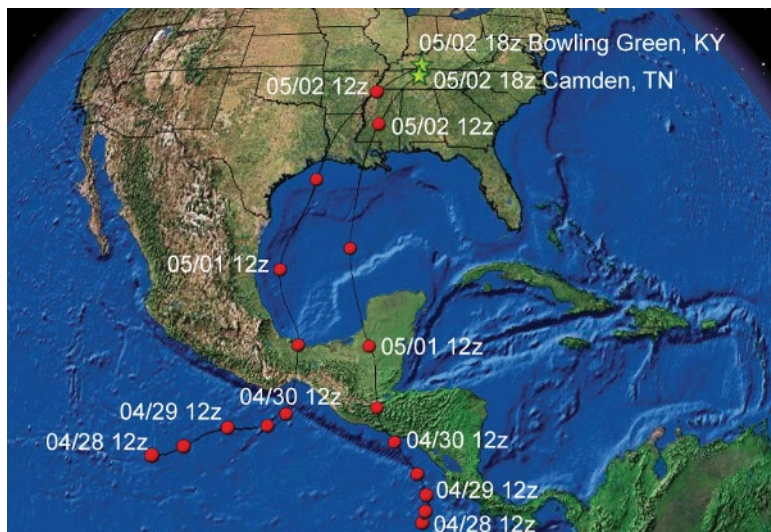 05/02 18z Bowling Green, KY
05/02 18z Camden, TN
05/02 12z
05/02 12z
05/01 12z
05/01 12z
04/30 12z
04/29 12z
04/28 12z
04/30 12z
04/29 12z
04/28 12z